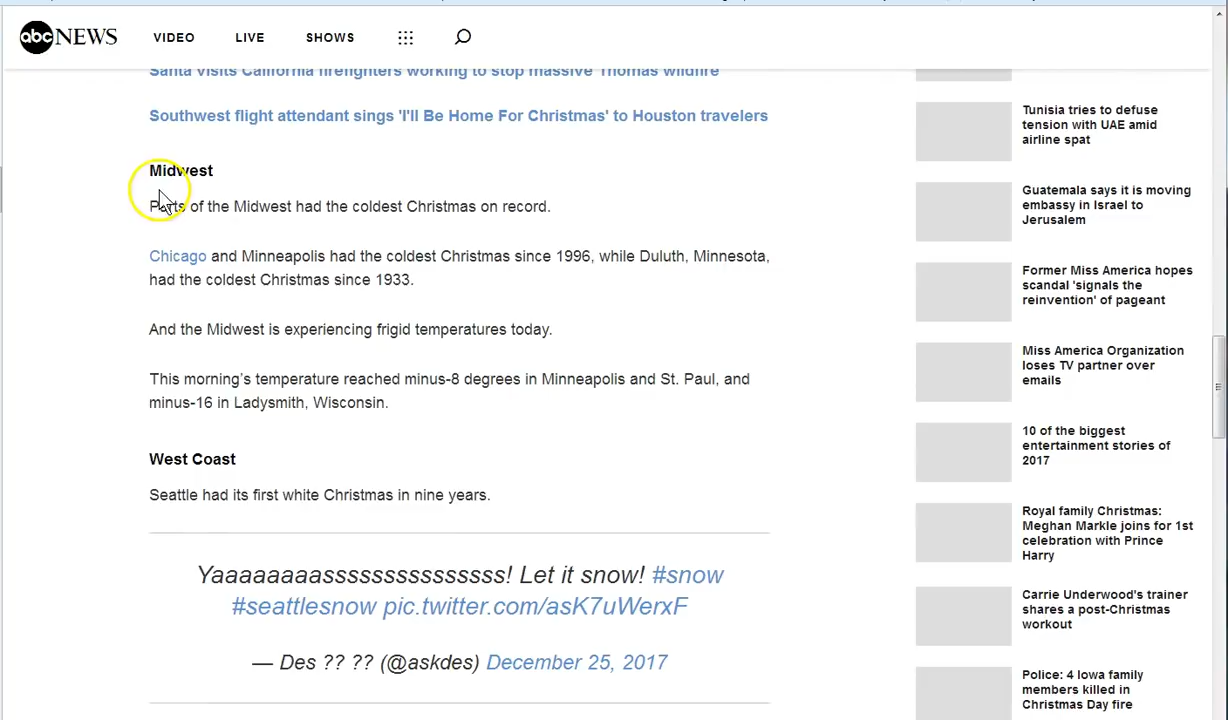 abc NEWS VIDEO LIVE SHOWS
Santa visits California firefighters working to stop massive Thomas wildfire
Southwest flight attendant sings 'I'll Be Home For Christmas' to Houston travelers
Midwest
Parts of the Midwest had the coldest Christmas on record.
Chicago and Minneapolis had the coldest Christmas since 1996, while Duluth, Minnesota,
had the coldest Christmas since 1933.
And the Midwest is experiencing frigid temperatures today.
This morning’s temperature reached minus-8 degrees in Minneapolis and St. Paul, and
minus-16 in Ladysmith, Wisconsin.
West Coast
Seattle had its first white Christmas in nine years.
Yaaaaaaaassssssssssssssss! Let it snow! #snow
#seattlesnow pic.twitter.com/asK7uWerxF
— Des ?? ?? (@askdes) December 25, 2017
Tunisia tries to defuse
tension with UAE amid
airline spat
Guatemala says it is moving
embassy in Israel to
Jerusalem
Former Miss America hopes
scandal 'signals the
reinvention' of pageant
Miss America Organization
loses TV partner over
emails
10 of the biggest
entertainment stories of
2017
Royal family Christmas:
Meghan Markle joins for 1st
celebration with Prince
Harry
Carrie Underwood's trainer
shares a post-Christmas
workout
Police: 4 Iowa family
members killed in
Christmas Day fire